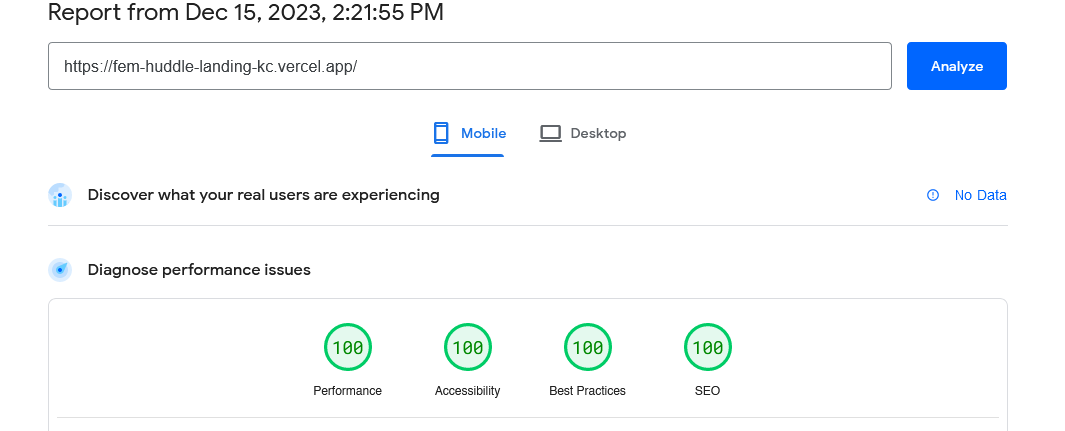 Report from Dec 15, 2023, 2:21:55 PM
https://fem-huddle-landing-kc.vercel.app/
Analyze
Mobile
Desktop
Discover what your real users are experiencing
No Data
Diagnose performance issues
100 100 100 100
Performance Accessibility Best Practices SEO